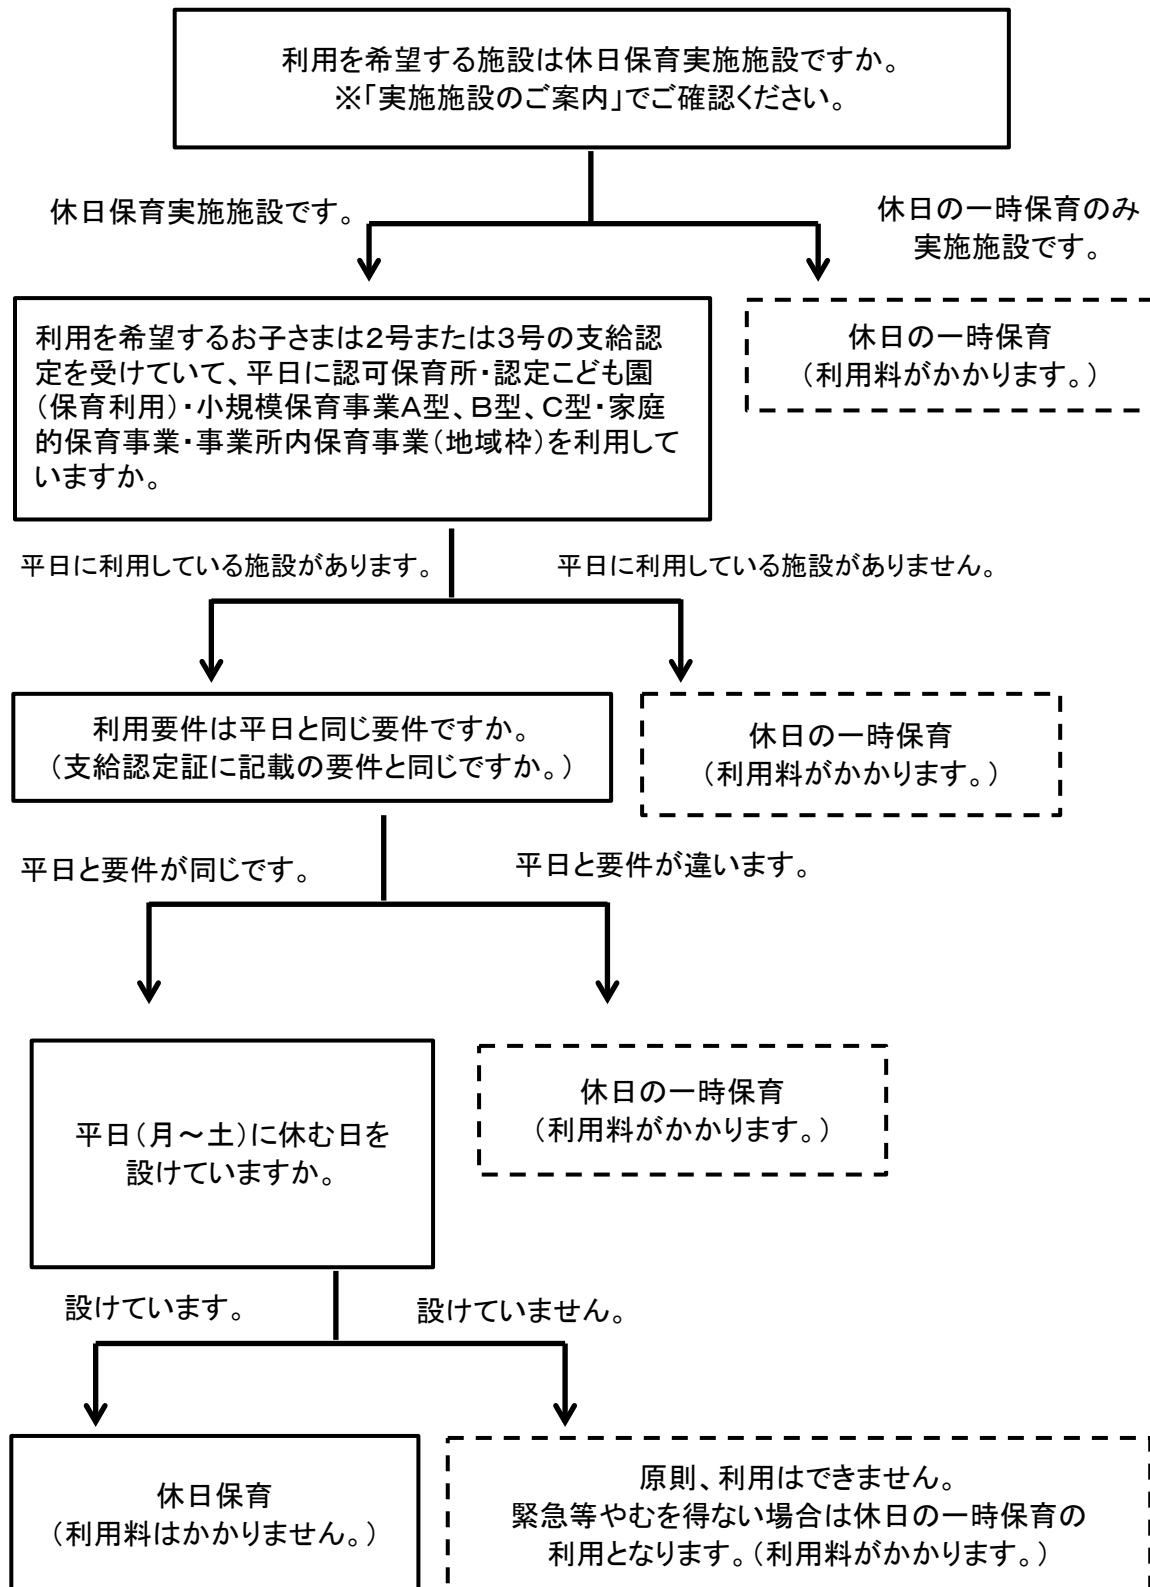 利用を希望する施設は休日保育実施施設ですか。
※「実施施設のご案内」でご確認ください。
休日保育実施施設です。
休日の一時保育のみ
実施施設です。
利用を希望するお子さまは２号または３号の支給認
定を受けていて、平日に認可保育所・認定こども園
（保育利用）・小規模保育事業Ａ型、Ｂ型、Ｃ型・家庭
的保育事業・事業所内保育事業（地域枠）を利用して
いますか。
休日の一時保育
（利用料がかかります。）
平日に利用している施設があります。
平日に利用している施設がありません。
利用要件は平日と同じ要件ですか。
（支給認定証に記載の要件と同じですか。）
休日の一時保育
（利用料がかかります。）
平日と要件が同じです。
平日と要件が違います。
平日（月～土）に休む日を
設けていますか。
休日の一時保育
（利用料がかかります。）
設けています。
設けていません。
休日保育
（利用料はかかりません。）
原則、利用はできません。
緊急等やむを得ない場合は休日の一時保育の
利用となります。（利用料がかかります。）